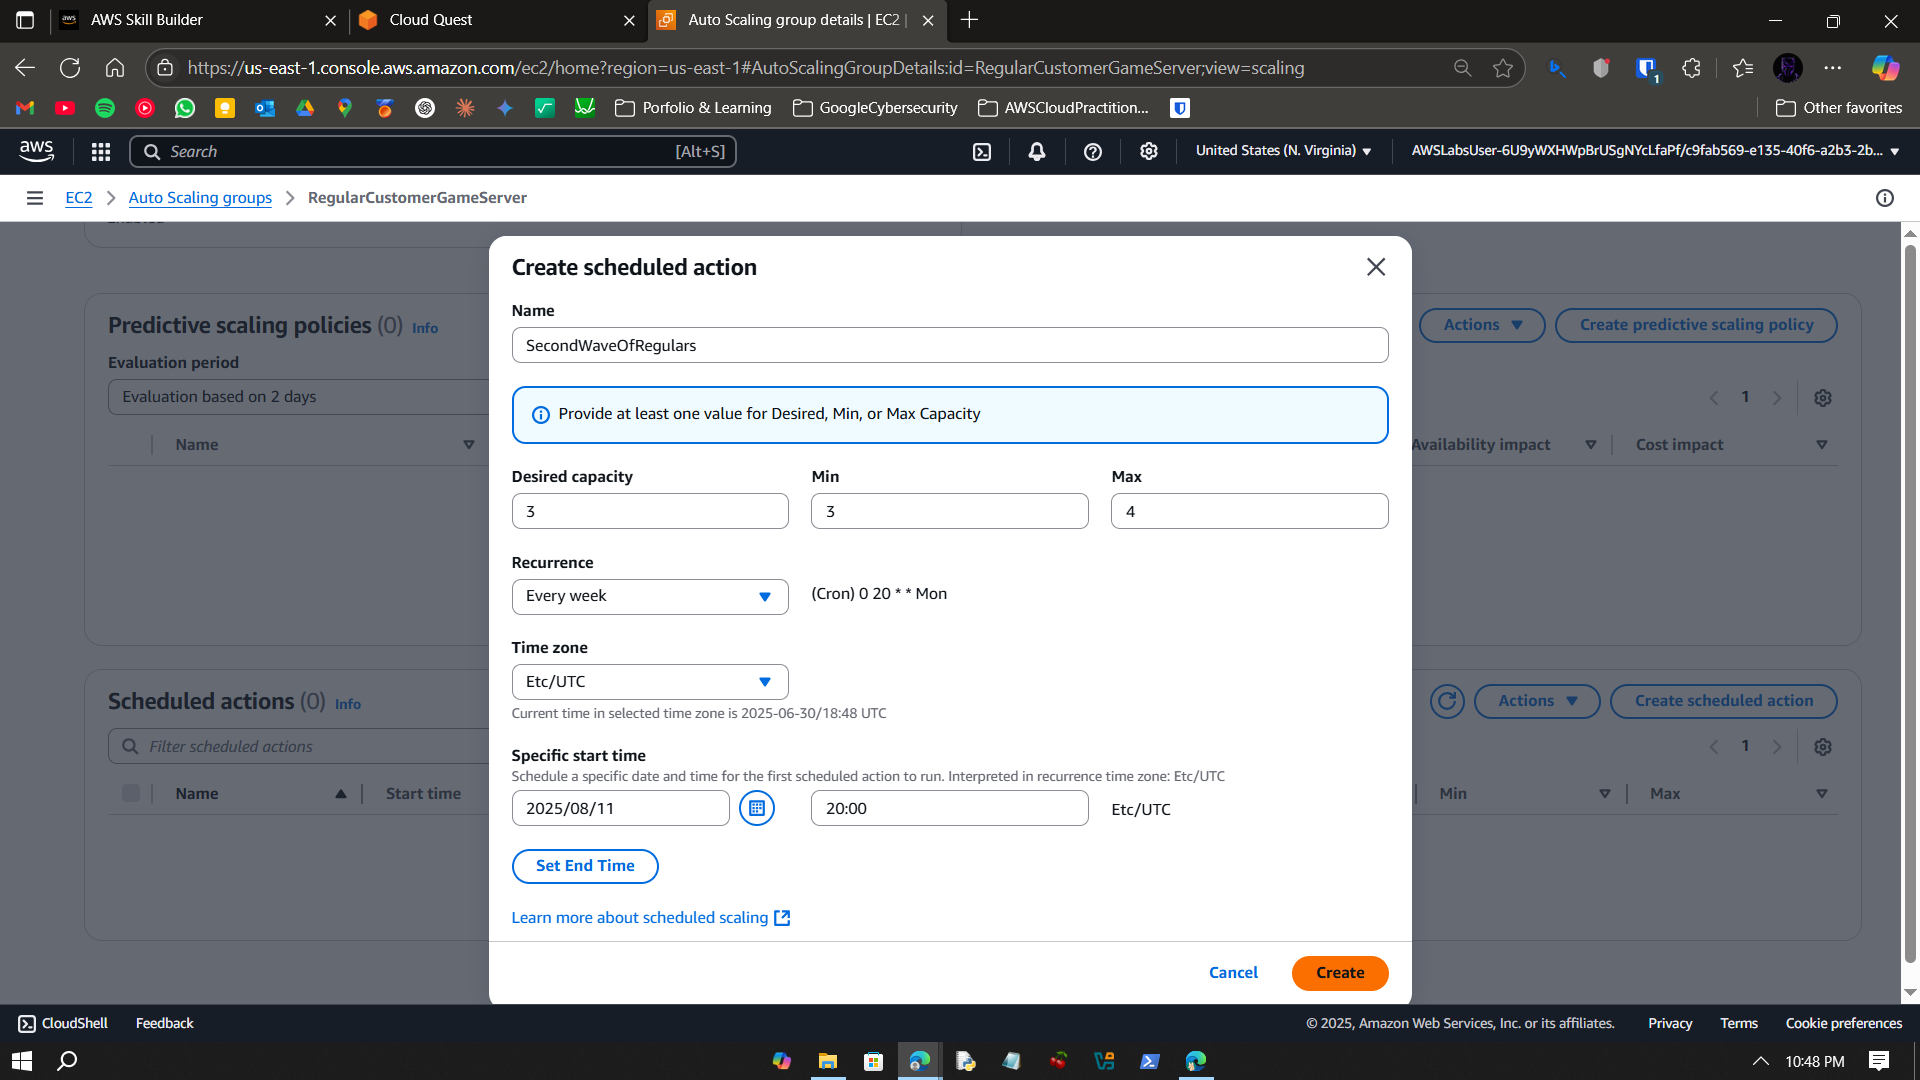 AWS Skill Builder
Cloud Quest
Auto Scaling group details | EC2 |
https://us-east-1.console.aws.amazon.com/ec2/home?region=us-east-1#AutoScalingGroupDetails:id=RegularCustomerGameServer;view=scaling
1
Porfolio & Learning
GoogleCybersecurity
AWSCloudPractition...
Other favorites
aws
Search
[Alt+S]
United States (N. Virginia)
AWSLabsUser-6U9yWXHWpBrUSgNYcLfaPf/c9fab569-e135-40f6-a2b3-2b...
EC2
Auto Scaling groups
RegularCustomerGameServer
Create scheduled action
Name
SecondWaveOfRegulars
Provide at least one value for Desired, Min, or Max Capacity
Desired capacity
Min
Max
3
3
4
Recurrence
Every week
(Cron) 0 20 * * Mon
Time zone
Etc/UTC
Current time in selected time zone is 2025-06-30/18:48 UTC
Specific start time
Schedule a specific date and time for the first scheduled action to run. Interpreted in recurrence time zone: Etc/UTC
2025/08/11
20:00
Etc/UTC
Set End Time
Learn more about scheduled scaling
Cancel
Create
Predictive scaling policies (0) Info
Actions
Create predictive scaling policy
Evaluation period
Evaluation based on 2 days
1
Name
Availability impact
Cost impact
Scheduled actions (0) Info
Actions
Create scheduled action
Filter scheduled actions
1
Name
Start time
Min
Max
CloudShell
Feedback
© 2025, Amazon Web Services, Inc. or its affiliates.
Privacy
Terms
Cookie preferences
10:48 PM